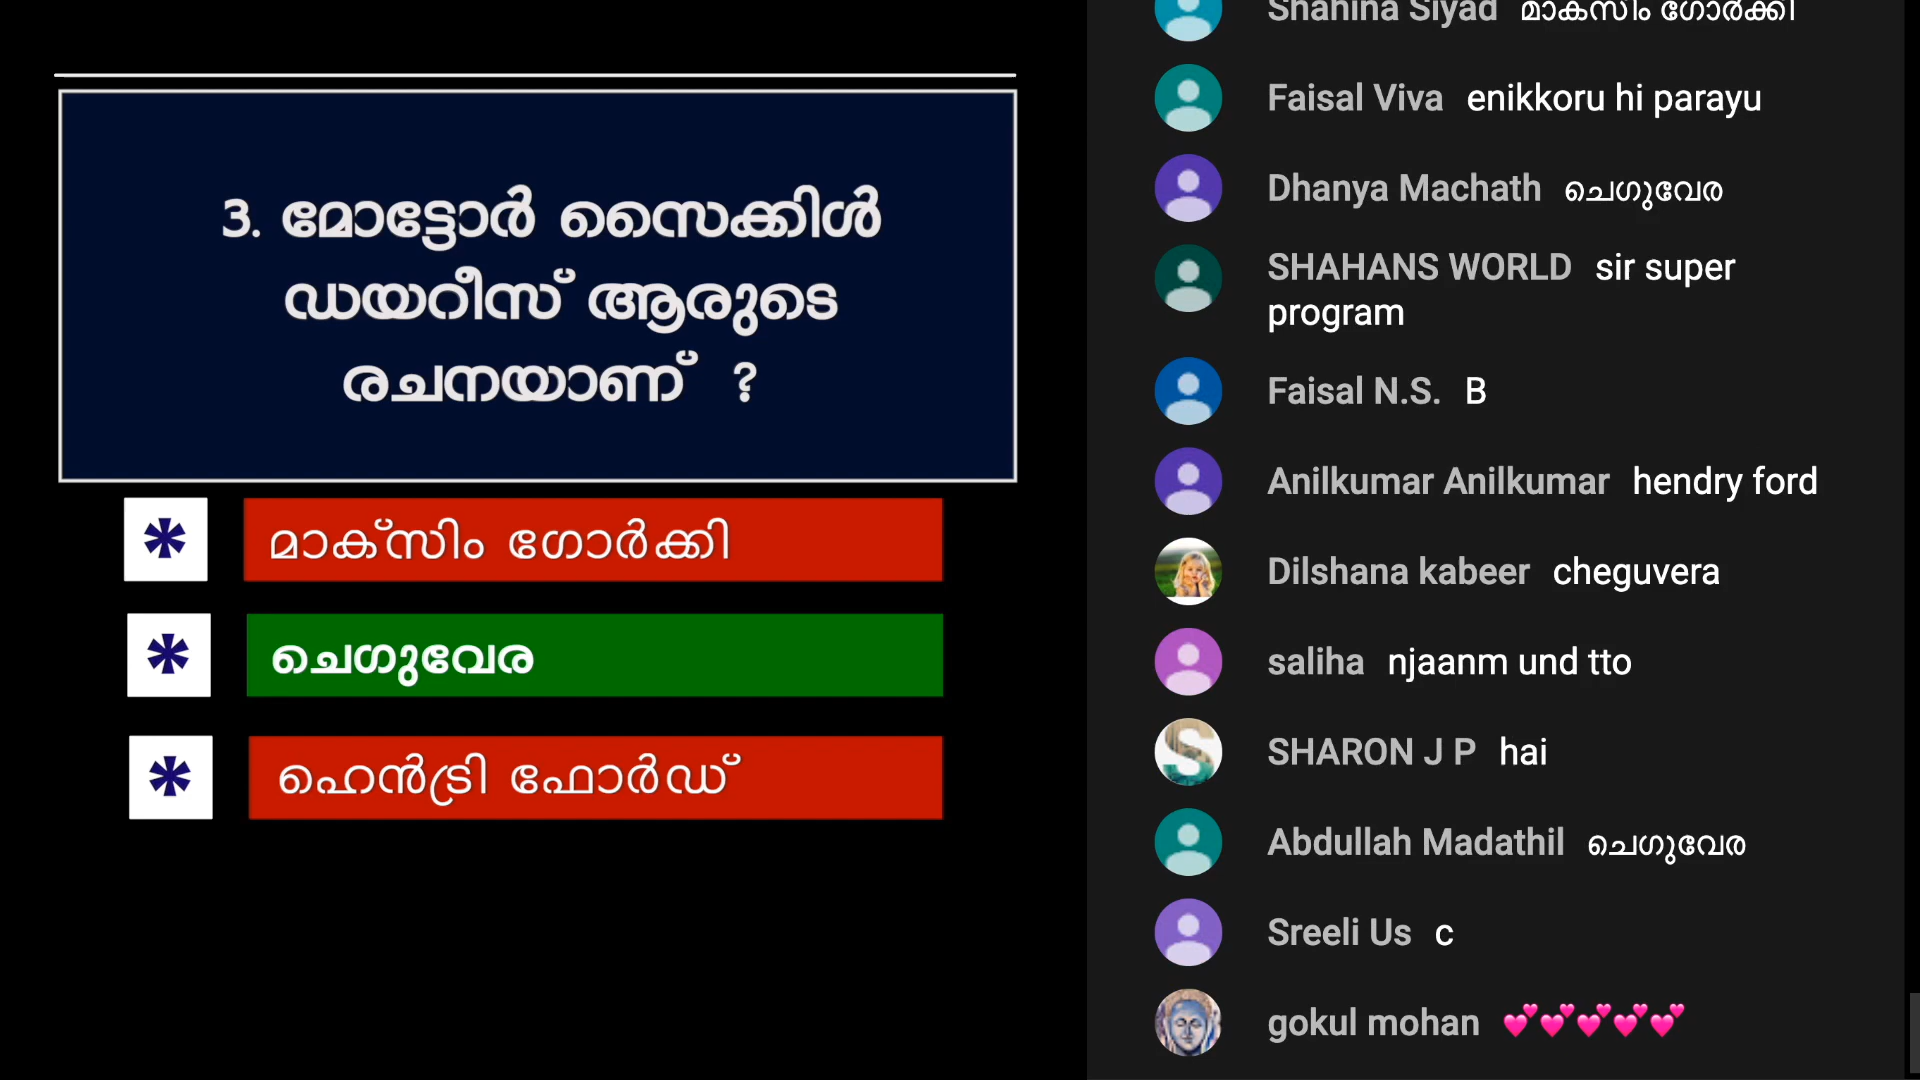 3. മോട്ടോർ സൈക്കിൾ
ഡയറീസ് ആരുടെ
രചനയാണ് ?
* മാക്സിം ഗോർക്കി
* ചെഗുവേര
* ഹെൻട്രി ഫോർഡ്
Shahina Siyad മാക്സിം ഗോർക്കി
Faisal Viva enikkoru hi parayu
Dhanya Machath ചെഗുവേര
SHAHANS WORLD sir super
program
Faisal N.S. B
Anilkumar Anilkumar hendry ford
Dilshana kabeer cheguvera
saliha njaanm und tto
SHARON J P hai
Abdullah Madathil ചെഗുവേര
Sreeli Us c
gokul mohan 💕💕💕💕💕